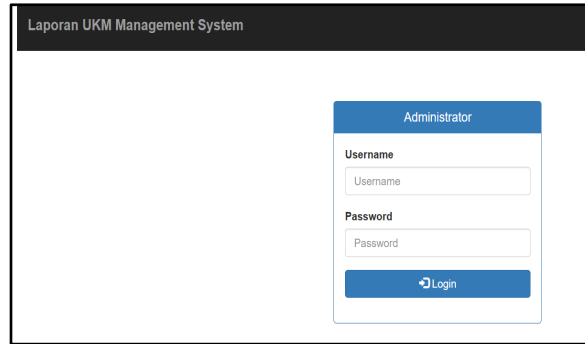 Laporan UKM Management System
Administrator
Username
Username
Password
Password
Login